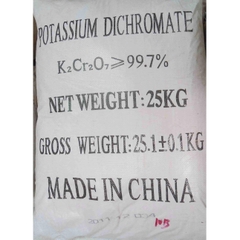 POTASSIUM DICHROMATE
K₂Cr₂O₇⩾99.7%
NET WEIGHT:25KG
GROSS WEIGHT:25.1±0.1KG
MADE IN CHINA